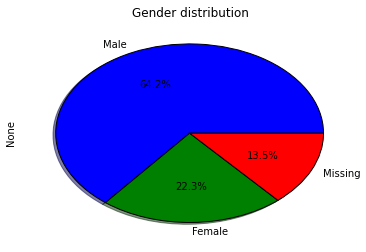 Gender distribution
Male
64.2%
None
13.5%
Missing
22.3%
Female